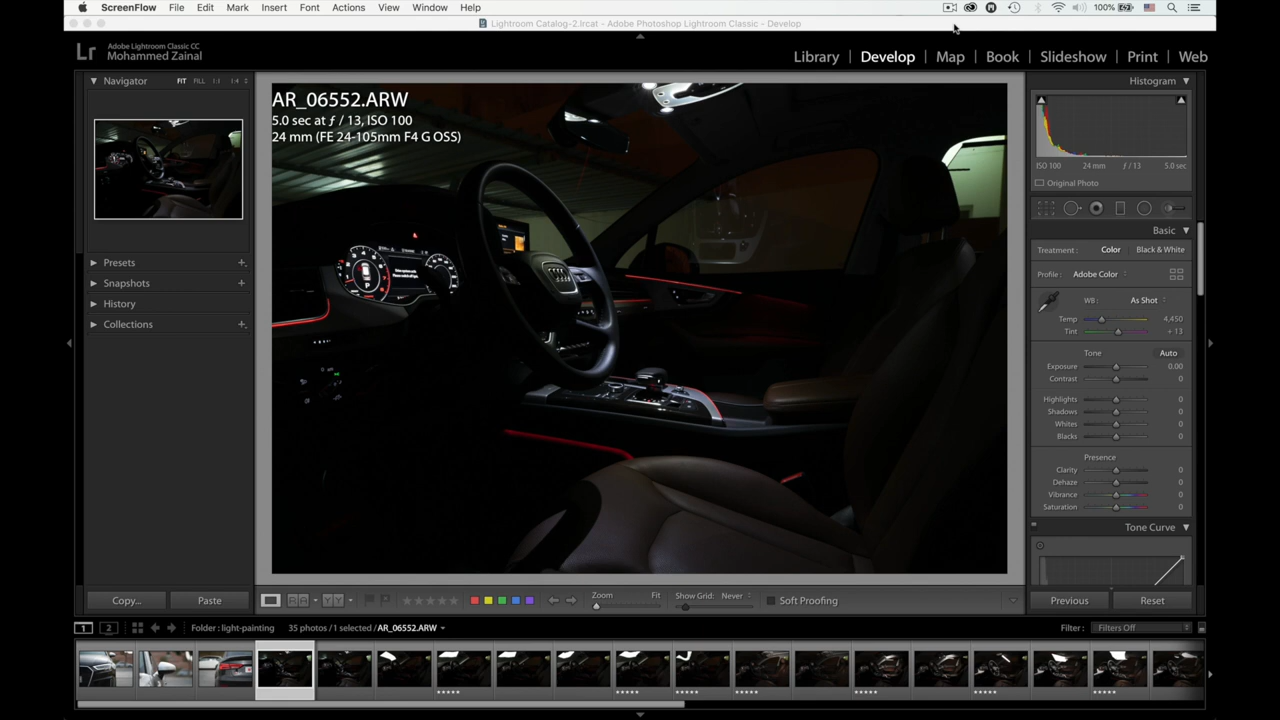 ScreenFlow File Edit Mark Insert Font Actions View Window Help 100%
Lightroom Catalog-2.lrcat - Adobe Photoshop Lightroom Classic - Develop
Lr Adobe Lightroom Classic CC
Mohammed Zainal
Library | Develop | Map | Book | Slideshow | Print | Web
Navigator FIT FILL 1:1 1:4
Presets
Snapshots
History
Collections
Copy... Paste
AR_06552.ARW
5.0 sec at ƒ / 13, ISO 100
24 mm (FE 24-105mm F4 G OSS)
Histogram
ISO 100 24 mm ƒ / 13 5.0 sec
Original Photo
Basic
Treatment : Color Black & White
Profile : Adobe Color
WB : As Shot
Temp 4,450
Tint + 13
Tone Auto
Exposure 0.00
Contrast 0
Highlights 0
Shadows 0
Whites 0
Blacks 0
Presence
Clarity 0
Dehaze 0
Vibrance 0
Saturation 0
Tone Curve
Previous Reset
Zoom Fit Show Grid: Never Soft Proofing
1 2 Folder : light-painting 35 photos / 1 selected / AR_06552.ARW Filter : Filters Off